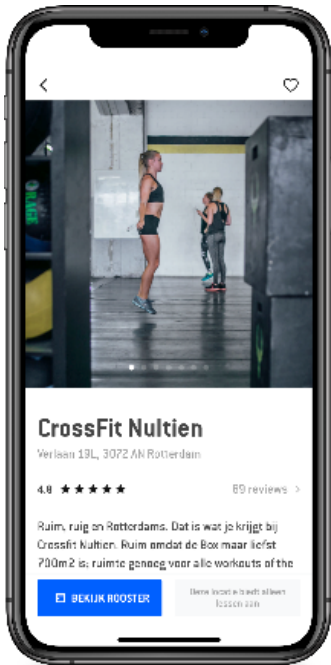 CrossFit Nultien
Verlaan 19L, 3072 AN Rotterdam
4.8 ★★★★★ 89 reviews >
Ruim, ruig en Rotterdams. Dat is wat je krijgt bij
Crossfit Nultien. Ruim omdat de Box maar liefst
700m2 is; ruimte genoeg voor alle workouts of the
BEKIJK ROOSTER
Deze locatie biedt alleen
lessen aan